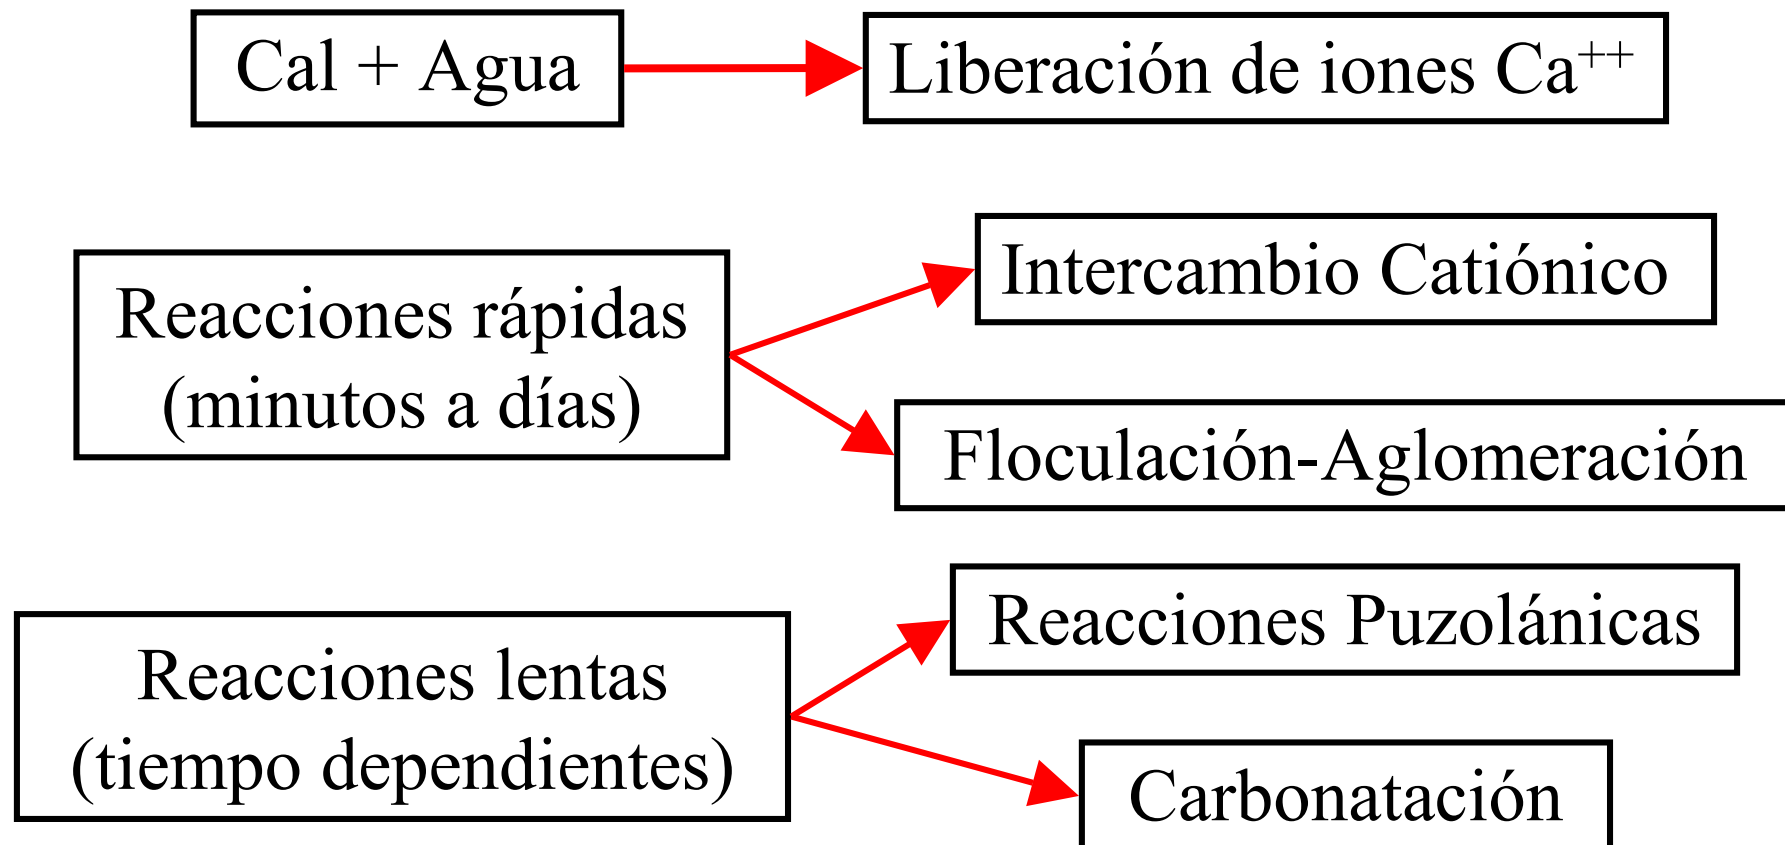 Cal + Agua
Liberación de iones Ca⁺⁺
Reacciones rápidas
(minutos a días)
Intercambio Catiónico
Floculación-Aglomeración
Reacciones lentas
(tiempo dependientes)
Reacciones Puzolánicas
Carbonatación